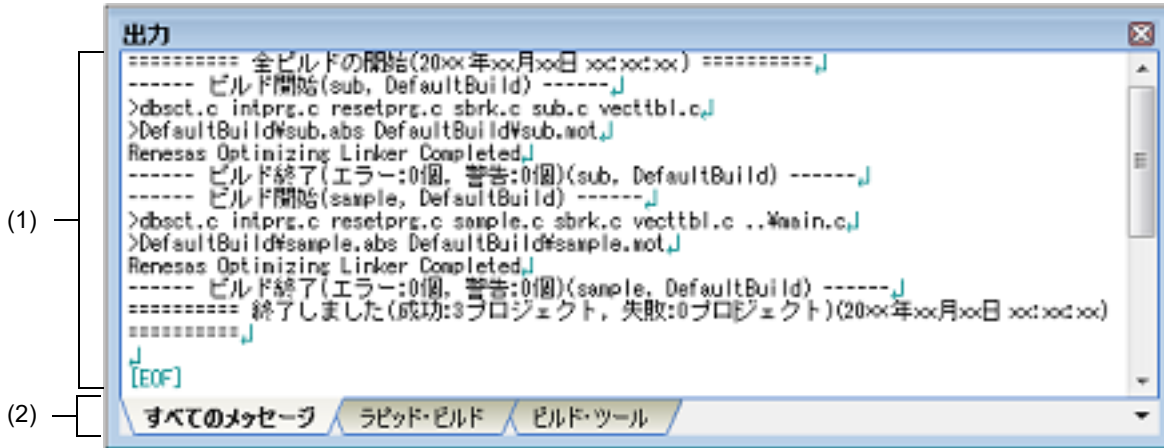 出力
========== 全ビルドの開始(20xx年xx月xx日 xx:xx:xx) ==========↲
------ ビルド開始(sub, DefaultBuild) ------↲
>dbsct.c intprg.c resetprg.c sbrk.c sub.c vecttbl.c↲
>DefaultBuild¥sub.abs DefaultBuild¥sub.mot↲
Renesas Optimizing Linker Completed↲
------ ビルド終了(エラー:0個, 警告:0個)(sub, DefaultBuild) ------↲
------ ビルド開始(sample, DefaultBuild) ------↲
(1)
>dbsct.c intprg.c resetprg.c sample.c sbrk.c vecttbl.c ..¥main.c↲
>DefaultBuild¥sample.abs DefaultBuild¥sample.mot↲
Renesas Optimizing Linker Completed↲
------ ビルド終了(エラー:0個, 警告:0個)(sample, DefaultBuild) ------↲
========== 終了しました(成功:3プロジェクト, 失敗:0プロジェクト)(20xx年xx月xx日 xx:xx:xx)
==========↲
↲
[EOF]
(2)
すべてのメッセージ ラピッド・ビルド ビルド・ツール